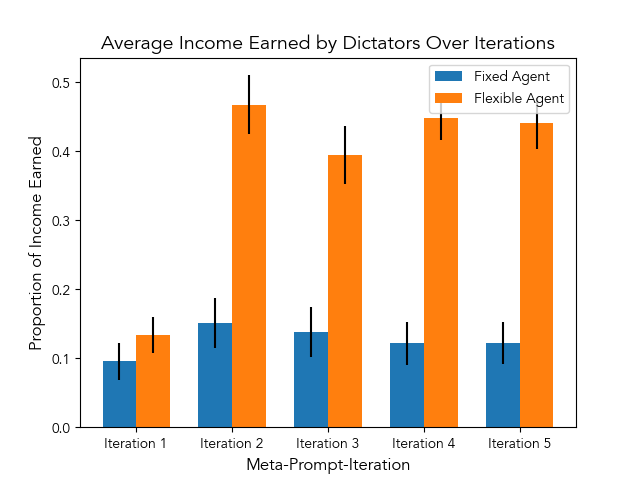 Average Income Earned by Dictators Over Iterations
Fixed Agent
Flexible Agent
Proportion of Income Earned
0.5
0.4
0.3
0.2
0.1
0.0
Iteration 1
Iteration 2
Iteration 3
Iteration 4
Iteration 5
Meta-Prompt-Iteration